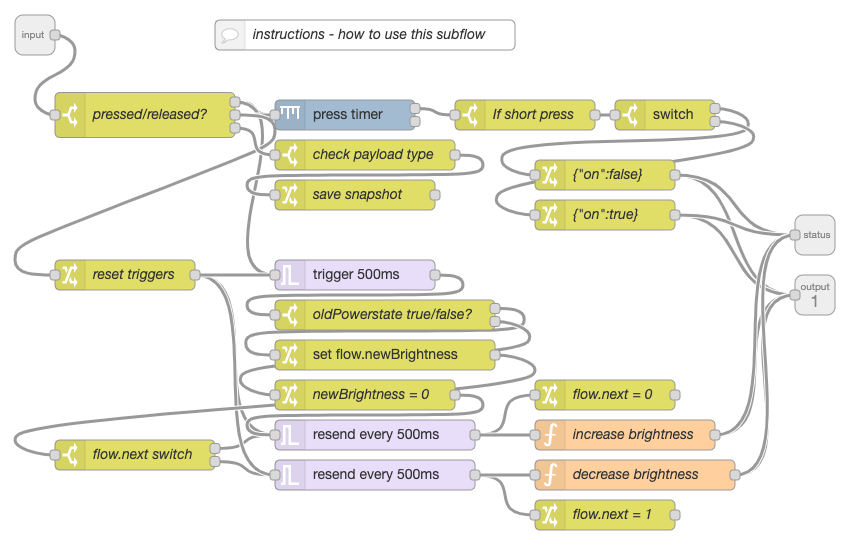 input
instructions - how to use this subflow
pressed/released?
press timer
If short press
switch
check payload type
{"on":false}
save snapshot
{"on":true}
status
reset triggers
trigger 500ms
output
1
oldPowerstate true/false?
set flow.newBrightness
newBrightness = 0
flow.next = 0
resend every 500ms
increase brightness
flow.next switch
resend every 500ms
decrease brightness
flow.next = 1